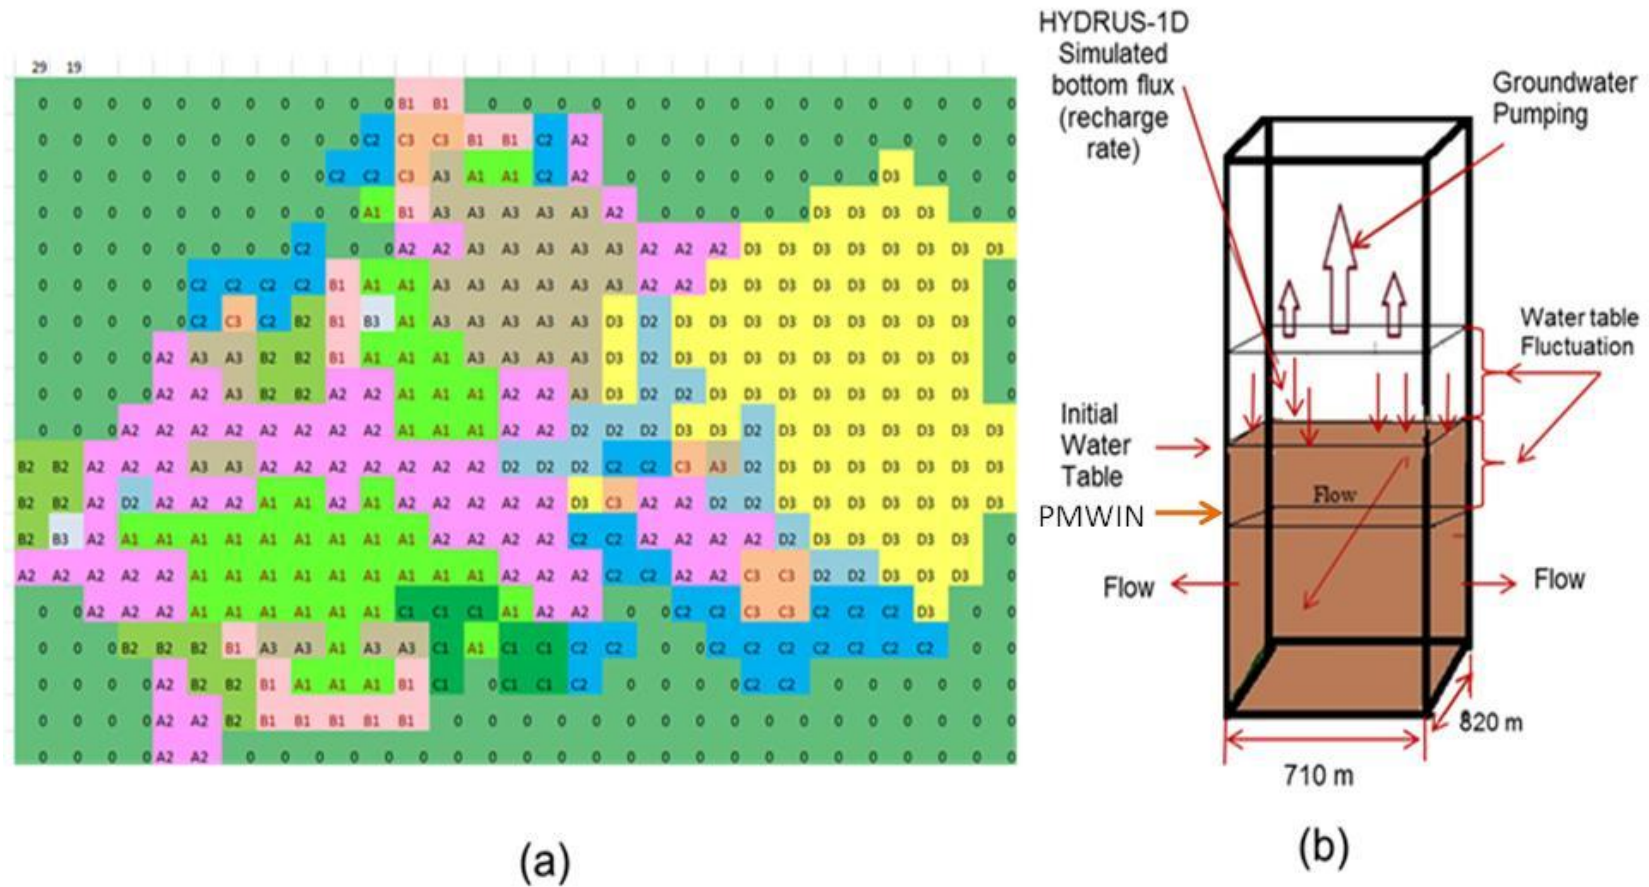 29 19
0 0 0 0 0 0 0 0 0 0 0 B1 B1 0 0 0 0 0 0 0 0 0 0 0 0 0 0 0 0
0 0 0 0 0 0 0 0 0 0 C2 C3 C3 B1 B1 C2 A2 0 0 0 0 0 0 0 0 0 0 0 0
0 0 0 0 0 0 0 0 0 C2 C2 C3 A3 A1 A1 C2 A2 0 0 0 0 0 0 0 0 D3 0 0 0
0 0 0 0 0 0 0 0 0 0 A1 B1 A3 A3 A3 A3 A3 A2 0 0 0 0 0 D3 D3 D3 D3 0 0
0 0 0 0 0 0 0 0 C2 0 0 A2 A2 A3 A3 A3 A3 A3 A2 A2 A2 D3 D3 D3 D3 D3 D3 D3 D3
0 0 0 0 0 C2 C2 C2 C2 B1 A1 A1 A3 A3 A3 A3 A3 A3 A2 A2 D3 D3 D3 D3 D3 D3 D3 D3 0
0 0 0 0 0 C2 C3 C2 B2 B1 B3 A1 A3 A3 A3 A3 A3 D3 D2 D3 D3 D3 D3 D3 D3 D3 D3 D3 0
0 0 0 0 A2 A3 A3 B2 B2 B1 A1 A1 A1 A3 A3 A3 A3 D3 D2 D3 D3 D3 D3 D3 D3 D3 D3 D3 0
0 0 0 0 A2 A2 A3 B2 B2 A2 A2 A1 A1 A1 A2 A2 A3 D3 D2 D2 D3 D3 D3 D3 D3 D3 D3 D3 0
0 0 0 A2 A2 A2 A2 A2 A2 A2 A2 A1 A1 A1 A2 A2 D2 D2 D2 D3 D3 D2 D3 D3 D3 D3 D3 D3 D3
B2 B2 A2 A2 A2 A3 A3 A2 A2 A2 A2 A2 A2 A2 D2 D2 D2 C2 C2 C3 A3 D2 D3 D3 D3 D3 D3 D3 D3
B2 B2 A2 D2 A2 A2 A2 A1 A1 A2 A1 A2 A2 A2 A2 A2 D3 C3 A2 A2 D2 D2 D3 D3 D3 D3 D3 D3 D3
B2 B3 A2 A1 A1 A1 A1 A1 A1 A1 A1 A1 A2 A2 A2 A2 C2 C2 A2 A2 A2 A2 D2 D3 D3 D3 D3 D3 0
A2 A2 A2 A2 A2 A1 A1 A1 A1 A1 A1 A1 A1 A1 A2 A2 A2 C2 C2 A2 A2 C3 C3 D2 D2 D3 D3 D3 0
0 0 A2 A2 A2 A1 A1 A1 A1 A1 A1 C1 C1 C1 A1 A2 A2 0 0 C2 C2 C3 C3 C2 C2 C2 D3 0 0
0 0 0 B2 B2 B2 B1 A3 A3 A1 A3 A3 C1 A1 C1 C1 C2 C2 0 0 C2 C2 C2 C2 C2 C2 C2 0 0
0 0 0 0 A2 B2 B2 B1 A1 A1 A1 B1 C1 0 C1 C1 C2 0 0 0 0 C2 C2 0 0 0 0 0 0
0 0 0 0 A2 A2 B2 B1 B1 B1 B1 B1 0 0 0 0 0 0 0 0 0 0 0 0 0 0 0 0 0
0 0 0 0 A2 A2 0 0 0 0 0 0 0 0 0 0 0 0 0 0 0 0 0 0 0 0 0 0 0
(a)
HYDRUS-1D
Simulated
bottom flux
(recharge
rate)
Groundwater
Pumping
Water table
Fluctuation
Initial
Water
Table
PMWIN
Flow
Flow
Flow
820 m
710 m
(b)